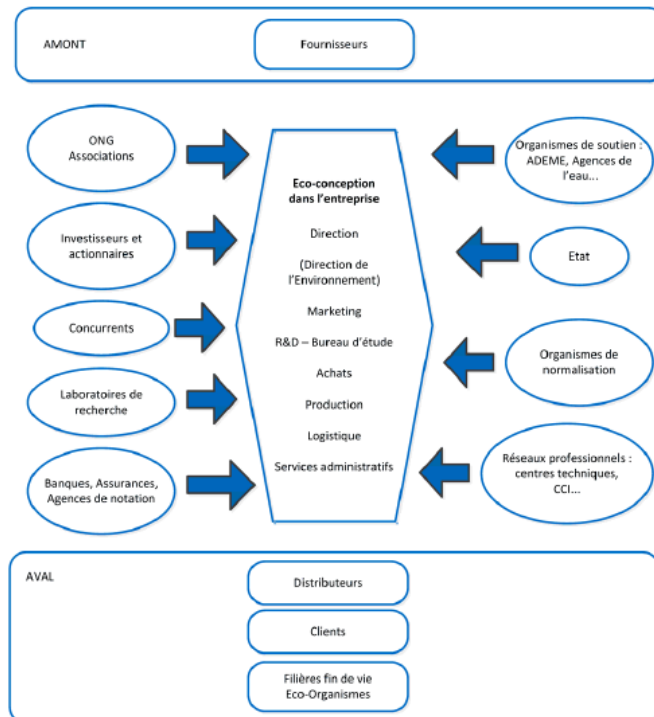 AMONT
Fournisseurs
ONG
Associations
Investisseurs et
actionnaires
Concurrents
Laboratoires de
recherche
Banques, Assurances,
Agences de notation
Eco-conception
dans l'entreprise
Direction
(Direction de
l'Environnement)
Marketing
R&D – Bureau d'étude
Achats
Production
Logistique
Services administratifs
Organismes de soutien :
ADEME, Agences de
l'eau...
Etat
Organismes de
normalisation
Réseaux professionnels :
centres techniques,
CCI...
AVAL
Distributeurs
Clients
Filières fin de vie
Eco-Organismes